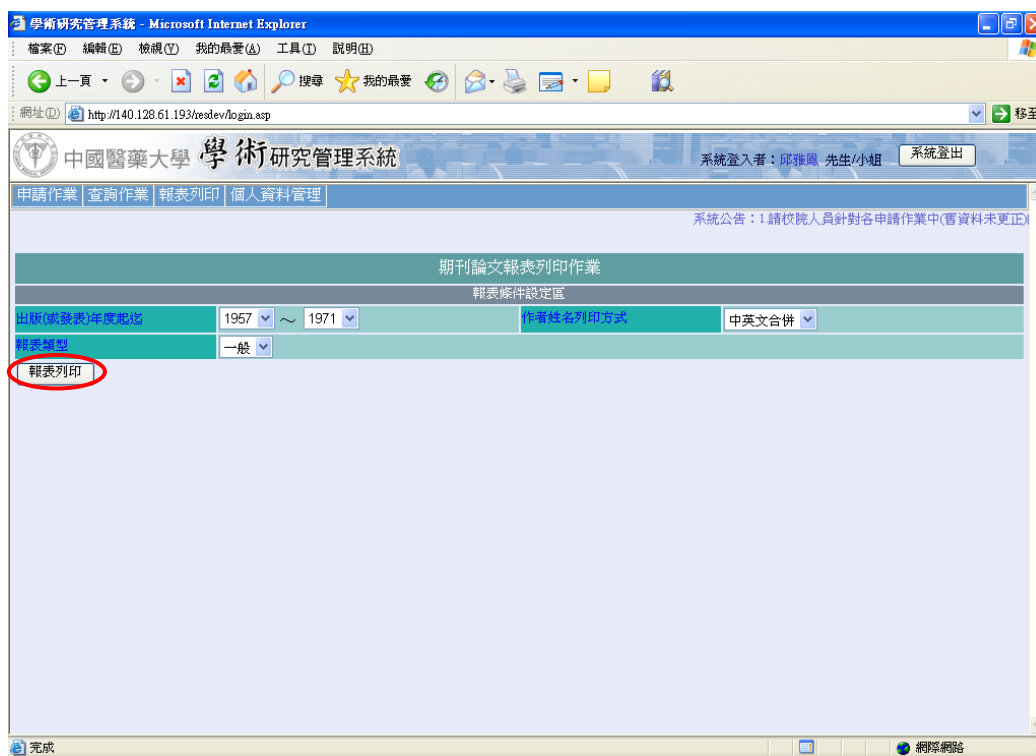 學術研究管理系統 - Microsoft Internet Explorer
檔案(F) 編輯(E) 檢視(V) 我的最愛(A) 工具(T) 說明(H)
上一頁 搜尋 我的最愛
網址(D) http://140.128.61.193/resdev/login.asp 移至
中國醫藥大學 學術研究管理系統 系統登入者：邱雅鳳 先生/小姐 系統登出
申請作業 查詢作業 報表列印 個人資料管理
系統公告：1.請校院人員針對各申請作業中(舊資料未更正)
期刊論文報表列印作業
報表條件設定區
出版(或發表)年度起迄 1957 ～ 1971 作者姓名列印方式 中英文合併
報表類型 一般
報表列印
完成 網際網路